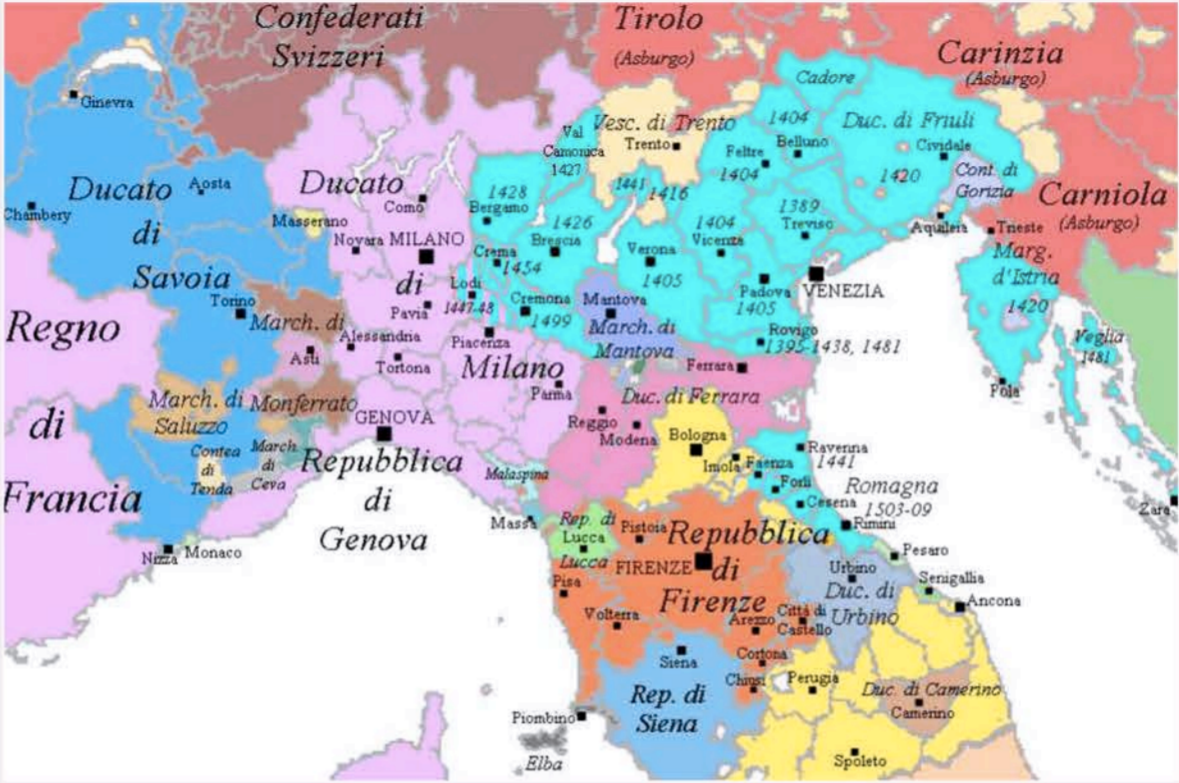 Confederati
Svizzeri
Tirolo
(Asburgo)
Carinzia
(Asburgo)
Cadore
Ginevra
Vesc. di Trento
Trento
Val
Camonica
1427
1404
Belluno
Feltre
1404
Duc. di Friuli
Cividale
1420
Cont. di
Gorizia
Carniola
(Asburgo)
Ducato
di
Savoia
Aosta
Chambery
Ducato
Como
1428
Bergamo
1441
1416
1389
Treviso
Aquileia
Trieste
Masserano
Novara
MILANO
di
1426
Brescia
Crema
1454
Verona
1405
1404
Vicenza
Marg.
d'Istria
1420
Torino
Pavia
Lodi
1447-48
Cremona
1499
Mantova
March. di
Mantova
Padova
1405
VENEZIA
Regno
March. di
Alessandria
Asti
Tortona
Piacenza
Milano
Rovigo
1395-1438, 1481
Veglia
1481
Ferrara
Pola
March. di
Saluzzo
Monferrato
GENOVA
Parma
Duc. di Ferrara
Reggio
Modena
di
Contea
di
Tenda
March.
di
Ceva
Repubblica
di
Genova
Malaspina
Bologna
Imola
Faenza
Ravenna
1441
Forli
Cesena
Romagna
1503-09
Francia
Nizza
Monaco
Massa
Rep. di
Lucca
Lucca
Pistoia
Repubblica
di
Firenze
FIRENZE
Rimini
Zara
Pesaro
Pisa
Urbino
Duc. di
Urbino
Senigallia
Ancona
Volterra
Arezzo
Città di
Castello
Siena
Cortona
Chiusi
Perugia
Rep. di
Siena
Duc. di Camerino
Camerino
Piombino
Elba
Spoleto